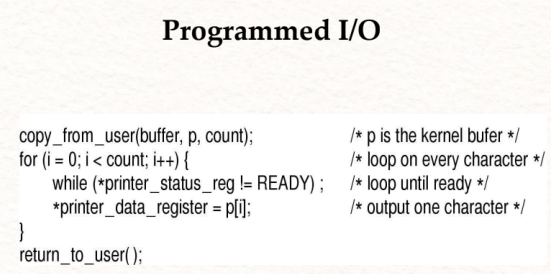 Programmed I/O
copy_from_user(buffer, p, count); /* p is the kernel bufer */
for (i = 0; i < count; i++) { /* loop on every character */
while (*printer_status_reg != READY) ; /* loop until ready */
*printer_data_register = p[i]; /* output one character */
}
return_to_user( );